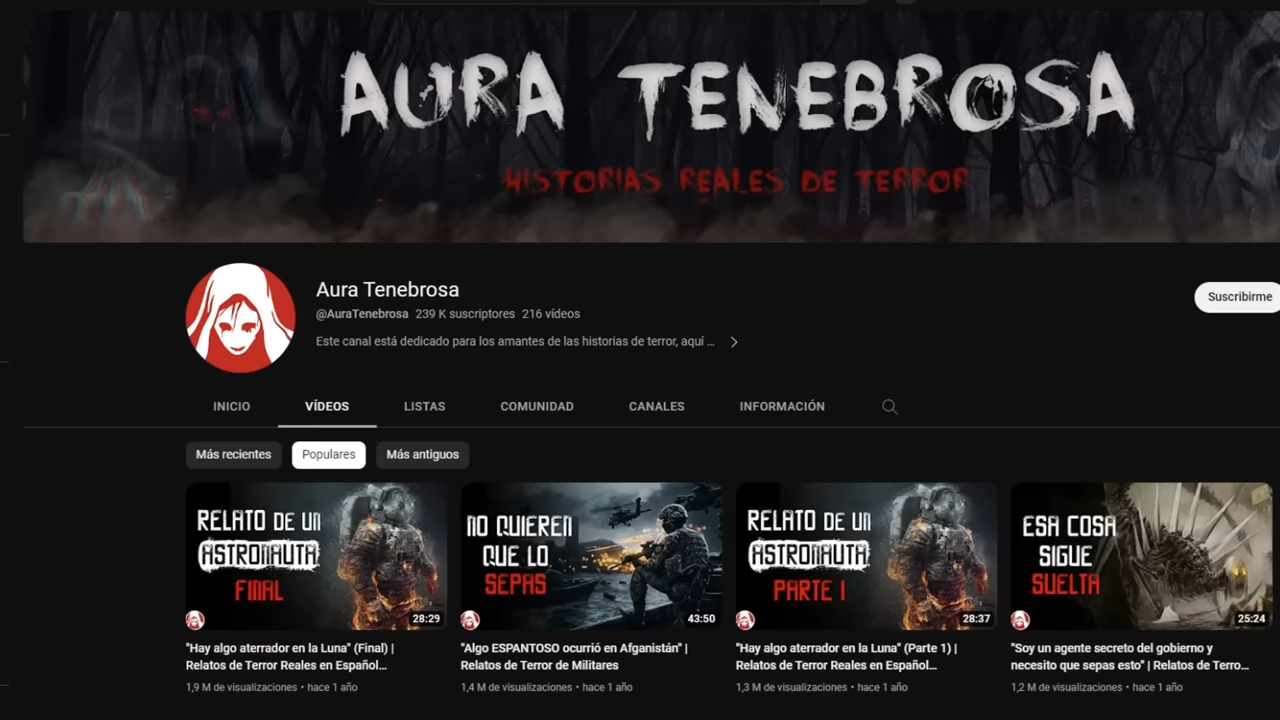 AURA TENEBROSA
HISTORIAS REALES DE TERROR
Aura Tenebrosa
@AuraTenebrosa 239 K suscriptores 216 vídeos
Suscribirme
Este canal está dedicado para los amantes de las historias de terror, aquí ...
INICIO VÍDEOS LISTAS COMUNIDAD CANALES INFORMACIÓN
Más recientes Populares Más antiguos
RELATO DE UN
ASTRONAUTA
FINAL
28:29
NO QUIEREN
QUE LO
SEPAS
43:50
RELATO DE UN
ASTRONAUTA
PARTE I
28:37
ESA COSA
SIGUE
SUELTA
25:24
"Hay algo aterrador en la Luna" (Final) |
Relatos de Terror Reales en Español...
1,9 M de visualizaciones • hace 1 año
"Algo ESPANTOSO ocurrió en Afganistán" |
Relatos de Terror de Militares
1,4 M de visualizaciones • hace 1 año
"Hay algo aterrador en la Luna" (Parte 1) |
Relatos de Terror Reales en Español...
1,3 M de visualizaciones • hace 1 año
"Soy un agente secreto del gobierno y
necesito que sepas esto" | Relatos de Terro...
1,2 M de visualizaciones • hace 1 año